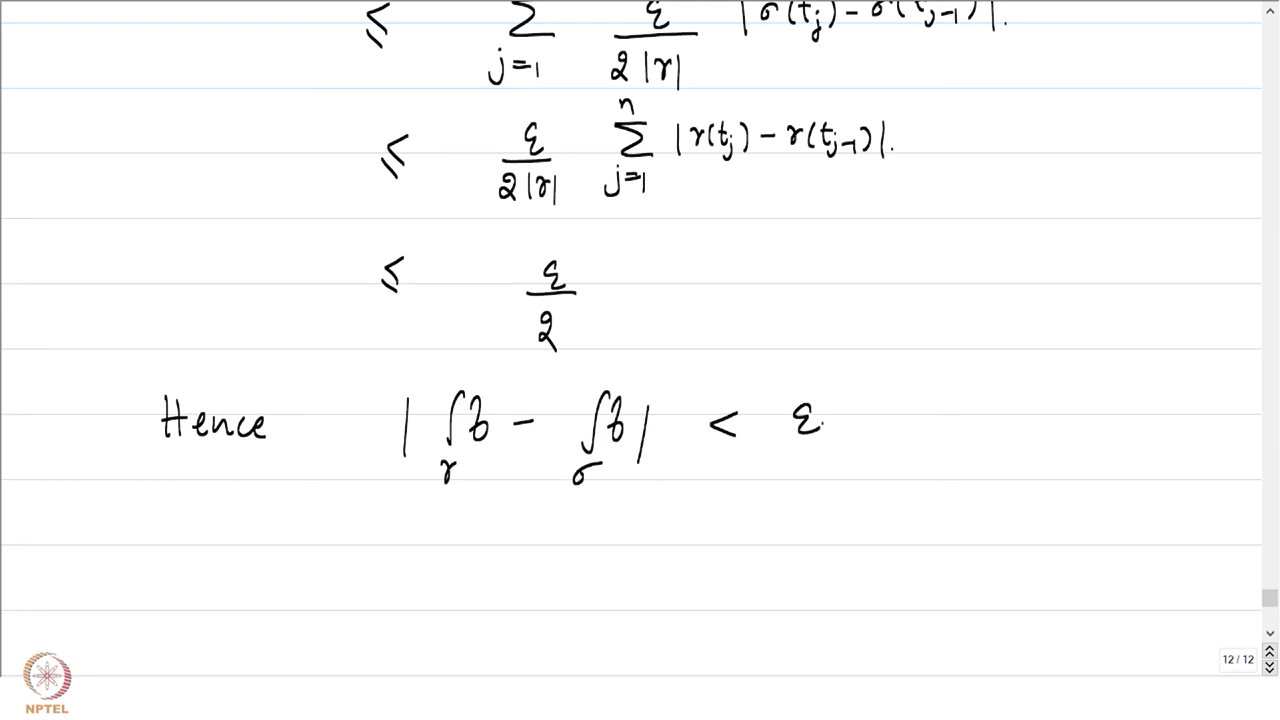 ≤ Σ_{j=1} ε / 2|γ| |σ(t_j) - σ(t_{j-1})|.
≤ ε / 2|γ| Σ_{j=1}^{n} |γ(t_j) - γ(t_{j-1})|.
≤ ε / 2
Hence | ∫_γ f - ∫_σ f | < ε.
12 / 12
NPTEL